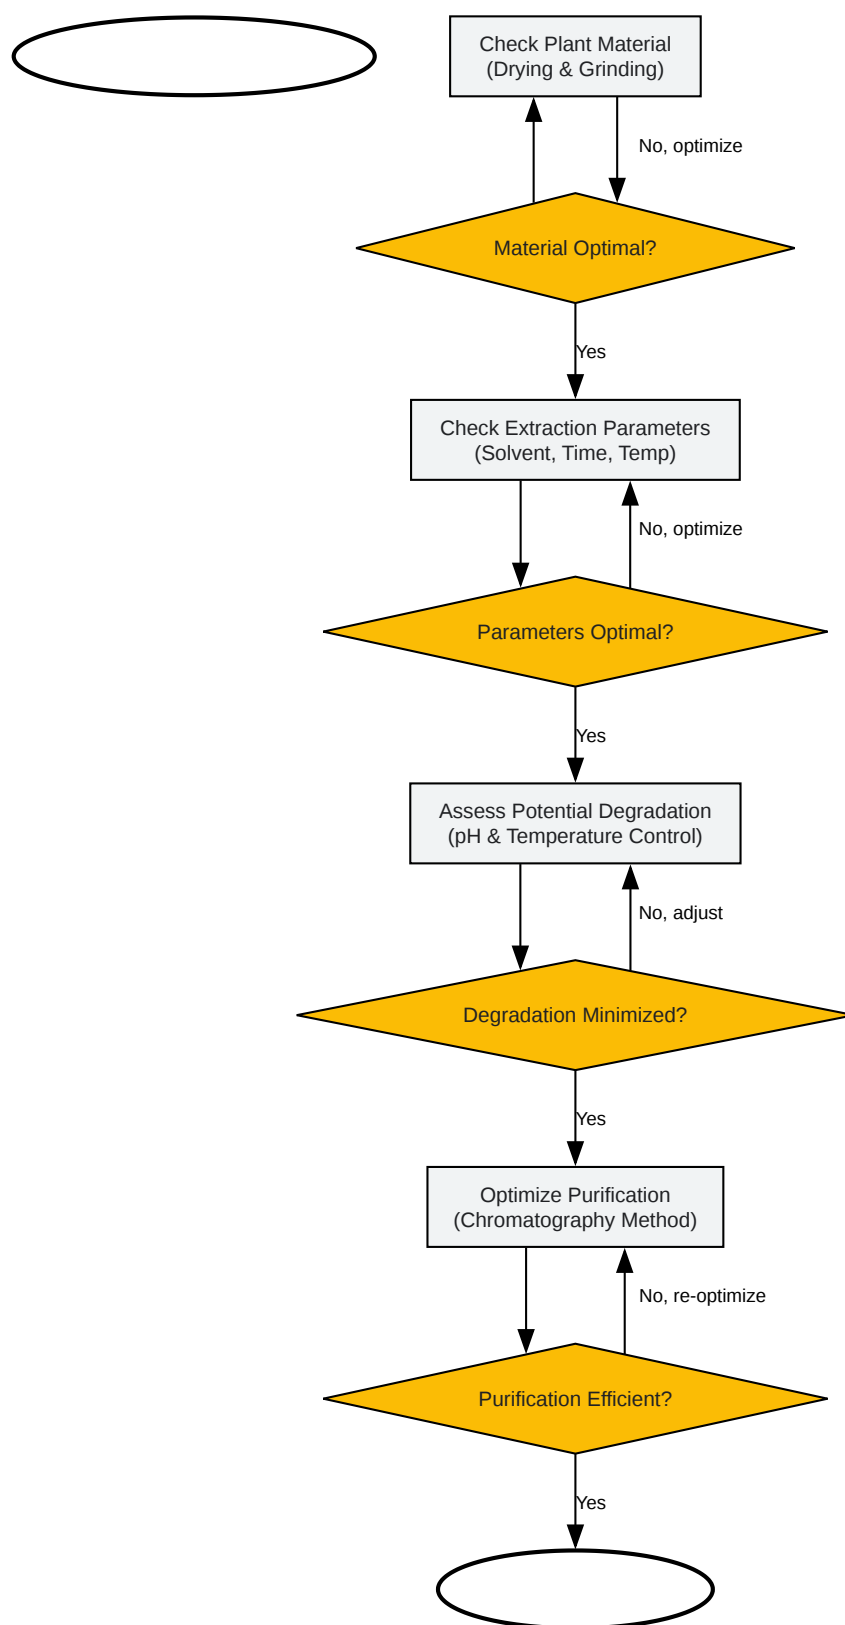 Check Plant Material
(Drying & Grinding)
No, optimize
Material Optimal?
Yes
Check Extraction Parameters
(Solvent, Time, Temp)
No, optimize
Parameters Optimal?
Yes
Assess Potential Degradation
(pH & Temperature Control)
No, adjust
Degradation Minimized?
Yes
Optimize Purification
(Chromatography Method)
No, re-optimize
Purification Efficient?
Yes